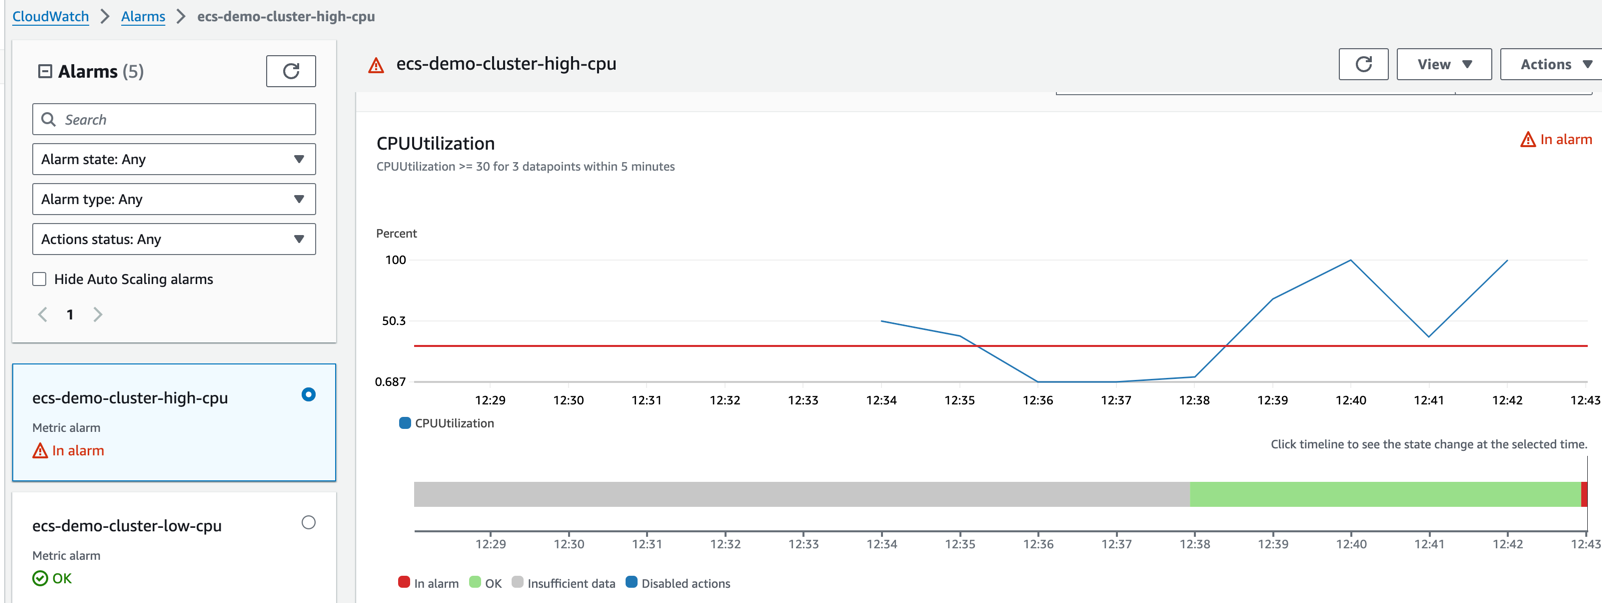 CloudWatch > Alarms > ecs-demo-cluster-high-cpu
Alarms (5)
Search
Alarm state: Any
Alarm type: Any
Actions status: Any
Hide Auto Scaling alarms
1
ecs-demo-cluster-high-cpu
Metric alarm
In alarm
ecs-demo-cluster-low-cpu
Metric alarm
OK
ecs-demo-cluster-high-cpu
View
Actions
CPUUtilization
In alarm
CPUUtilization >= 30 for 3 datapoints within 5 minutes
Percent
100
50.3
0.687
12:29 12:30 12:31 12:32 12:33 12:34 12:35 12:36 12:37 12:38 12:39 12:40 12:41 12:42 12:43
CPUUtilization
Click timeline to see the state change at the selected time.
12:29 12:30 12:31 12:32 12:33 12:34 12:35 12:36 12:37 12:38 12:39 12:40 12:41 12:42 12:43
In alarm OK Insufficient data Disabled actions